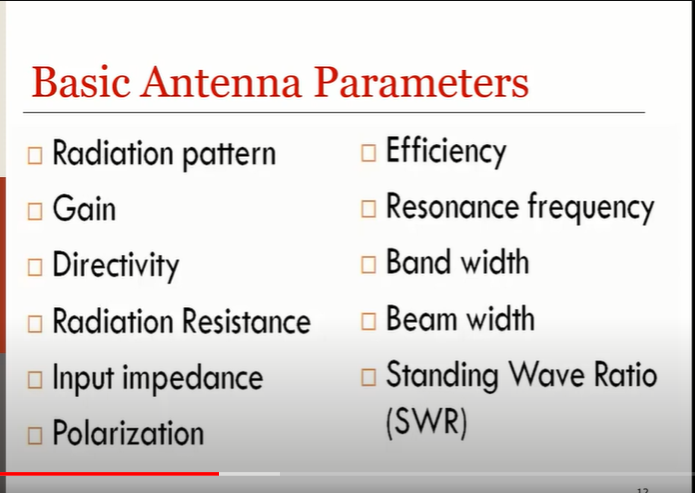 Basic Antenna Parameters
Radiation pattern
Gain
Directivity
Radiation Resistance
Input impedance
Polarization
Efficiency
Resonance frequency
Band width
Beam width
Standing Wave Ratio
(SWR)